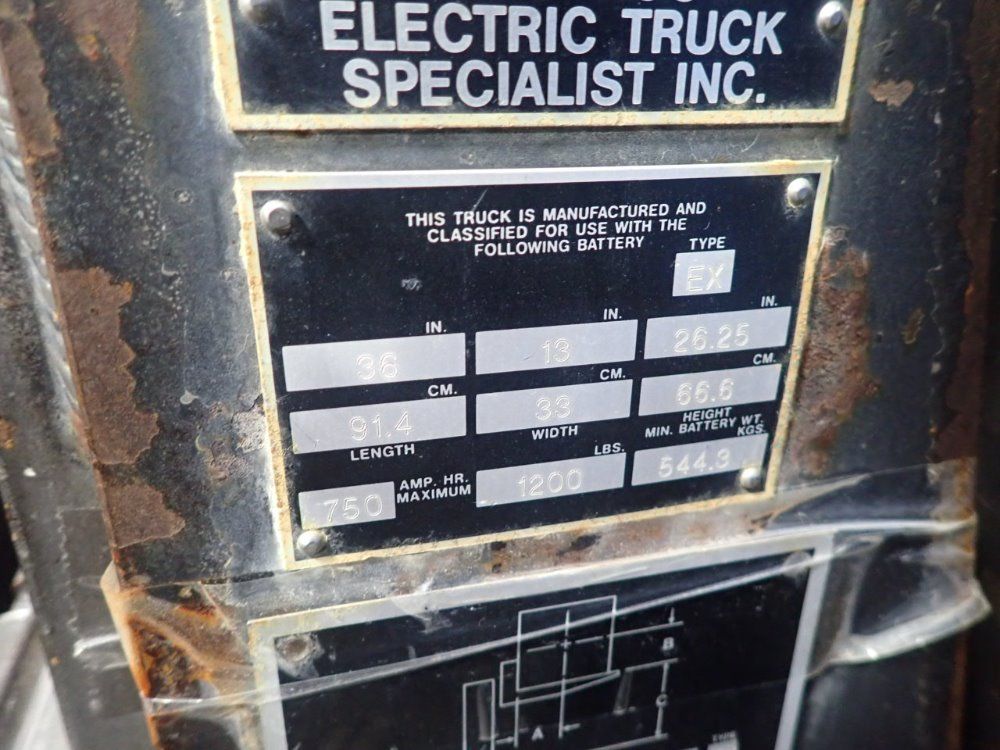 ELECTRIC TRUCK
SPECIALIST INC.
THIS TRUCK IS MANUFACTURED AND
CLASSIFIED FOR USE WITH THE
FOLLOWING BATTERY
TYPE
EX
IN. IN. IN.
36 13 26.25
CM. CM. CM.
91.4 33 66.6
LENGTH WIDTH HEIGHT
MIN. BATTERY WT.
LBS. KGS.
750 AMP. HR. MAXIMUM 1200 544.3
B
C
A